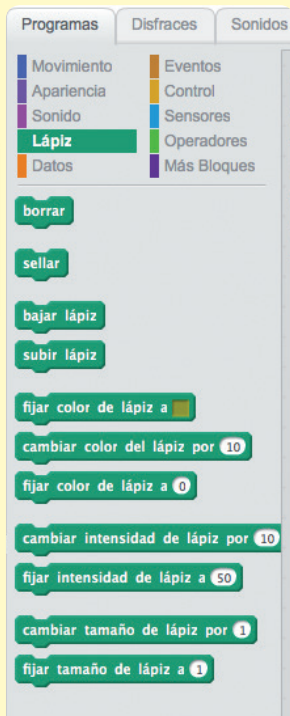 Programas Disfraces Sonidos
Movimiento Eventos
Apariencia Control
Sonido Sensores
Lápiz Operadores
Datos Más Bloques
borrar
sellar
bajar lápiz
subir lápiz
fijar color de lápiz a
cambiar color del lápiz por 10
fijar color de lápiz a 0
cambiar intensidad de lápiz por 10
fijar intensidad de lápiz a 50
cambiar tamaño de lápiz por 1
fijar tamaño de lápiz a 1